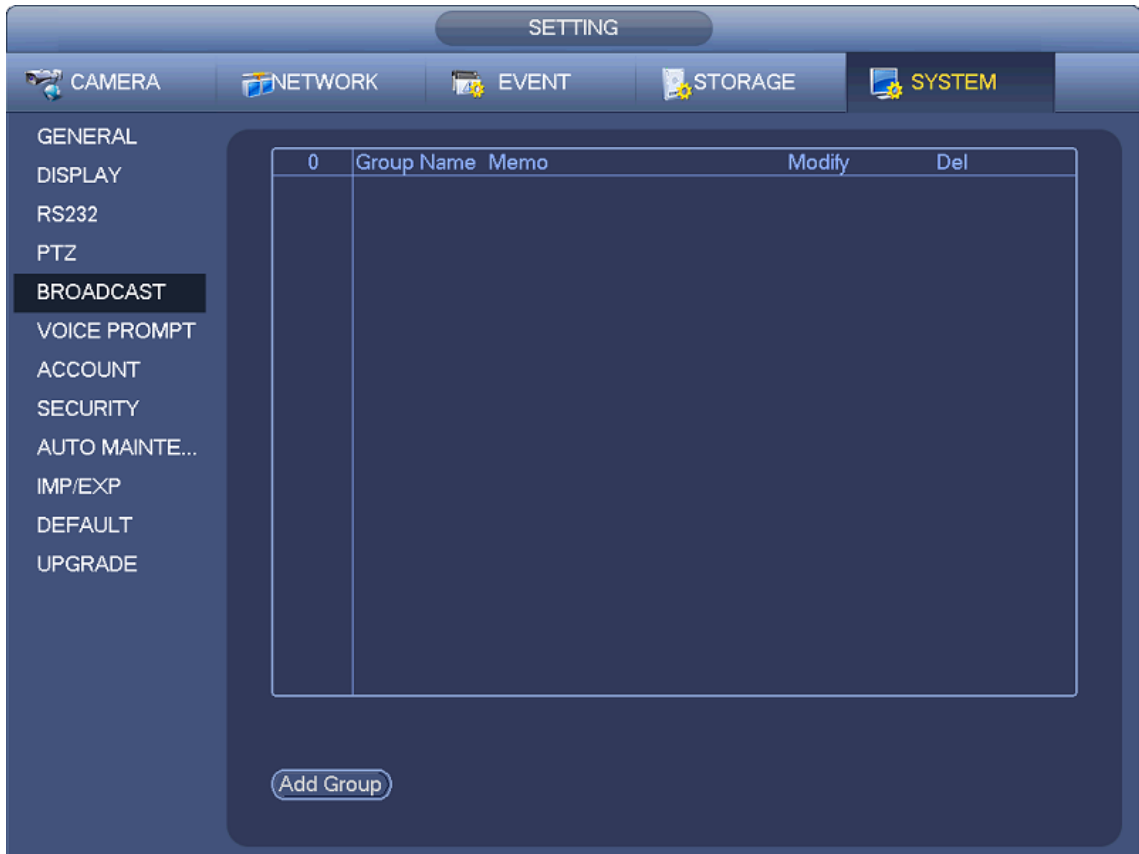 SETTING
CAMERA NETWORK EVENT STORAGE SYSTEM
GENERAL
DISPLAY
RS232
PTZ
BROADCAST
VOICE PROMPT
ACCOUNT
SECURITY
AUTO MAINTE...
IMP/EXP
DEFAULT
UPGRADE
0 Group Name Memo Modify Del
Add Group